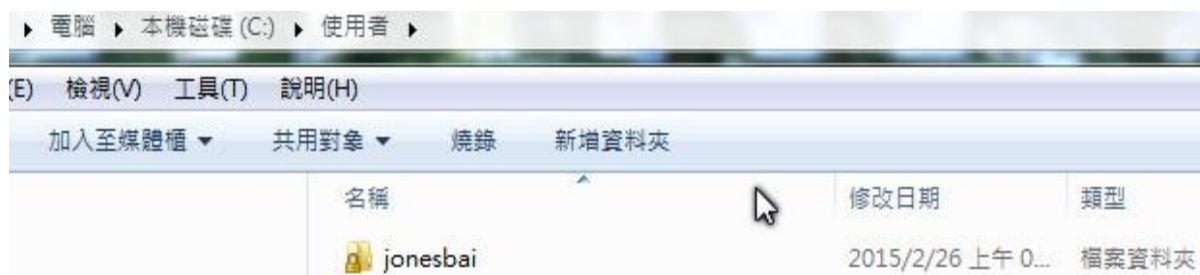 電腦 本機磁碟 (C:) 使用者
(E) 檢視(V) 工具(T) 說明(H)
加入至媒體櫃 共用對象 燒錄 新增資料夾
名稱 修改日期 類型
jonesbai 2015/2/26 上午 0... 檔案資料夾